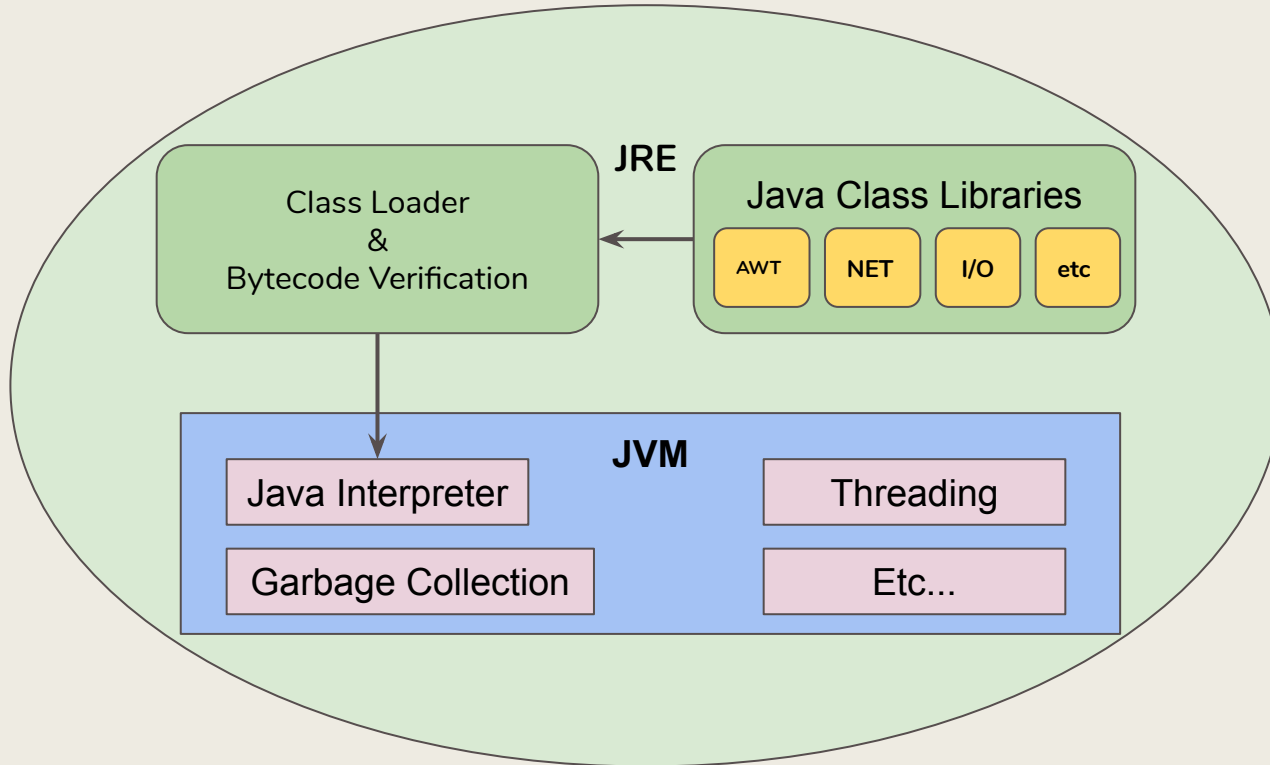 JRE
Class Loader
&
Bytecode Verification
Java Class Libraries
AWT
NET
I/O
etc
JVM
Java Interpreter
Threading
Garbage Collection
Etc...